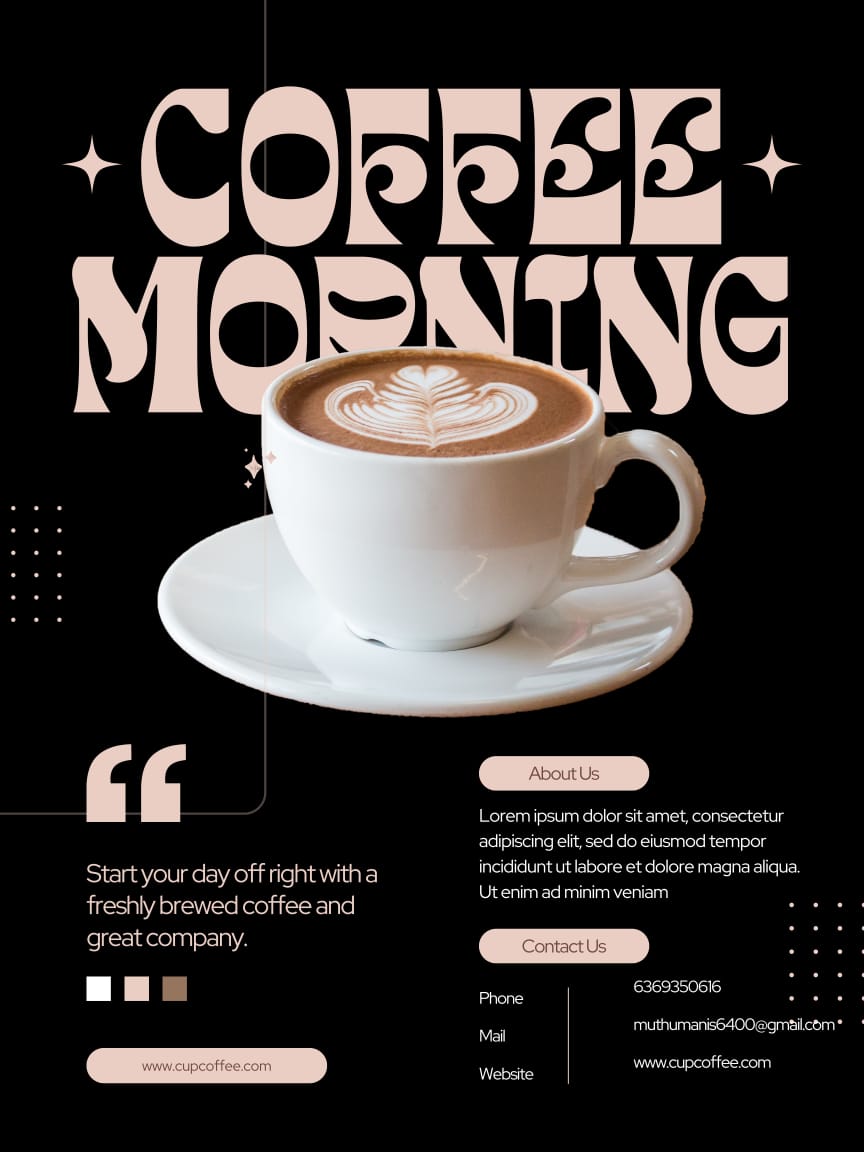 COFFEE
MORNING
“
Start your day off right with a
freshly brewed coffee and
great company.
www.cupcoffee.com
About Us
Lorem ipsum dolor sit amet, consectetur
adipiscing elit, sed do eiusmod tempor
incididunt ut labore et dolore magna aliqua.
Ut enim ad minim veniam
Contact Us
Phone 6369350616
Mail muthumanis6400@gmail.com
Website www.cupcoffee.com